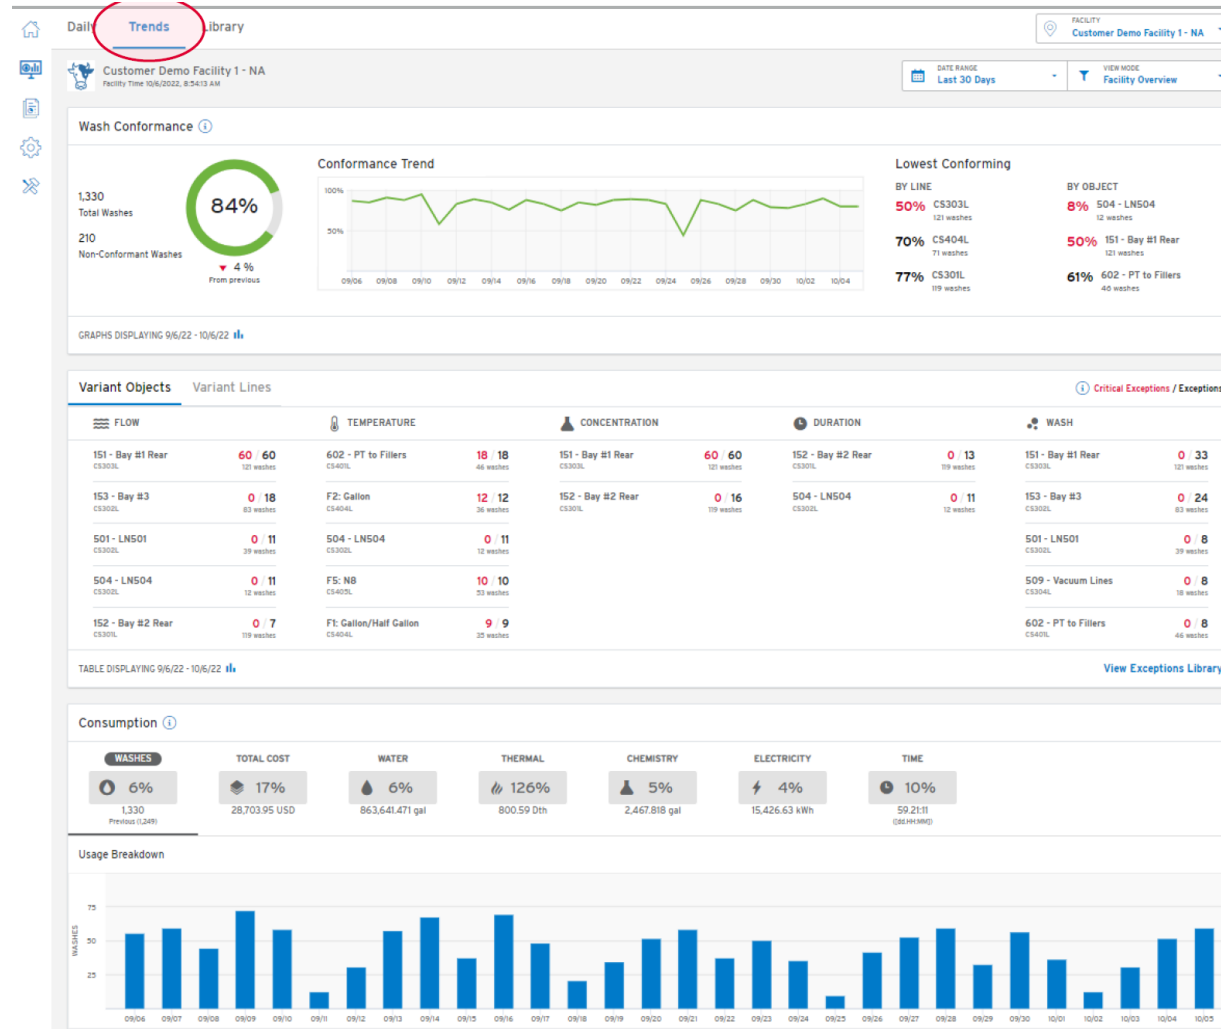 Daily Trends Library
FACILITY
Customer Demo Facility 1 - NA
Customer Demo Facility 1 - NA
Facility Time 10/6/2022, 8:54:13 AM
DATE RANGE
Last 30 Days
VIEW MODE
Facility Overview
Wash Conformance
1,330
Total Washes
210
Non-Conformant Washes
84%
4 %
From previous
Conformance Trend
100%
50%
09/06 09/08 09/10 09/12 09/14 09/16 09/18 09/20 09/22 09/24 09/26 09/28 09/30 10/02 10/04
Lowest Conforming
BY LINE BY OBJECT
50% CS303L 8% 504 - LN504
121 washes 12 washes
70% CS404L 50% 151 - Bay #1 Rear
71 washes 121 washes
77% CS301L 61% 602 - PT to Fillers
119 washes 46 washes
GRAPHS DISPLAYING 9/6/22 - 10/6/22
Variant Objects Variant Lines
Critical Exceptions / Exceptions
FLOW TEMPERATURE CONCENTRATION DURATION WASH
151 - Bay #1 Rear 60 / 60 602 - PT to Fillers 18 / 18 151 - Bay #1 Rear 60 / 60 152 - Bay #2 Rear 0 / 13 151 - Bay #1 Rear 0 / 33
CS303L 121 washes CS401L 46 washes CS303L 121 washes CS301L 119 washes CS303L 121 washes
153 - Bay #3 0 / 18 F2: Gallon 12 / 12 152 - Bay #2 Rear 0 / 16 504 - LN504 0 / 11 153 - Bay #3 0 / 24
CS302L 83 washes CS404L 36 washes CS301L 119 washes CS302L 12 washes CS302L 83 washes
501 - LN501 0 / 11 504 - LN504 0 / 11 501 - LN501 0 / 8
CS302L 39 washes CS302L 12 washes CS302L 39 washes
504 - LN504 0 / 11 F5: N8 10 / 10 509 - Vacuum Lines 0 / 8
CS302L 12 washes CS405L 53 washes CS304L 18 washes
152 - Bay #2 Rear 0 / 7 F1: Gallon/Half Gallon 9 / 9 602 - PT to Fillers 0 / 8
CS301L 119 washes CS404L 35 washes CS401L 46 washes
TABLE DISPLAYING 9/6/22 - 10/6/22
View Exceptions Library
Consumption
WASHES TOTAL COST WATER THERMAL CHEMISTRY ELECTRICITY TIME
6% 17% 6% 126% 5% 4% 10%
1,330 28,703.95 USD 863,641.471 gal 800.59 Dth 2,467.818 gal 15,426.63 kWh 59.21:11
Previous (1,249) ([dd.HH:MM])
Usage Breakdown
WASHES
75
50
25
09/06 09/07 09/08 09/09 09/10 09/11 09/12 09/13 09/14 09/15 09/16 09/17 09/18 09/19 09/20 09/21 09/22 09/23 09/24 09/25 09/26 09/27 09/28 09/29 09/30 10/01 10/02 10/03 10/04 10/05